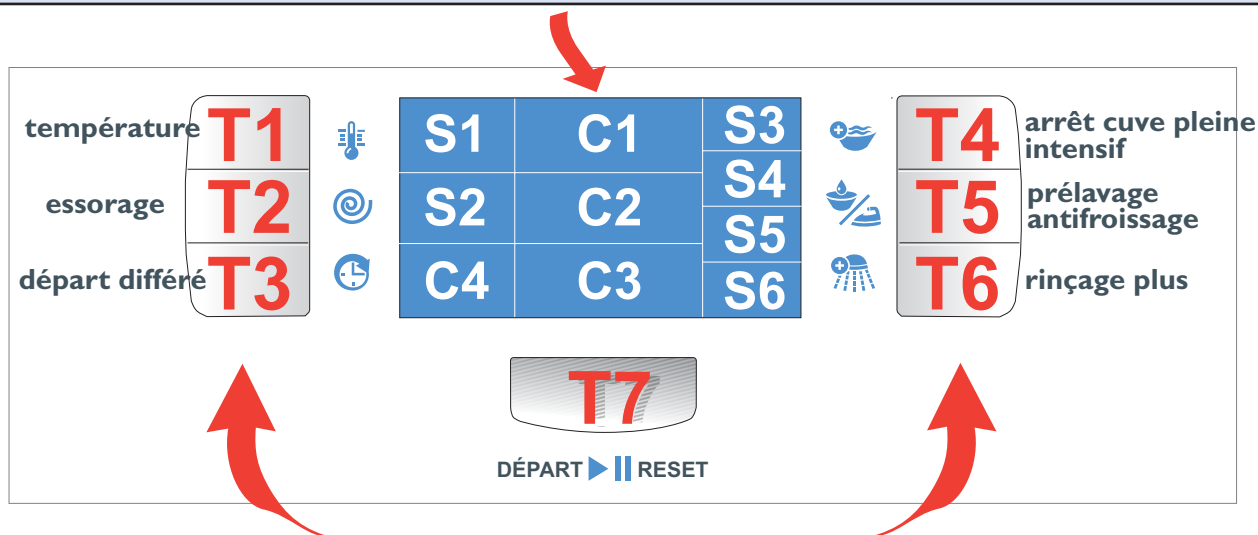 température T1 S1 C1 S3 T4 arrêt cuve pleine
intensif
S4
essorage T2 S2 C2 T5 prélavage
antifroissage
S5
départ différé T3 C4 C3 S6 T6 rinçage plus
T7
DÉPART RESET